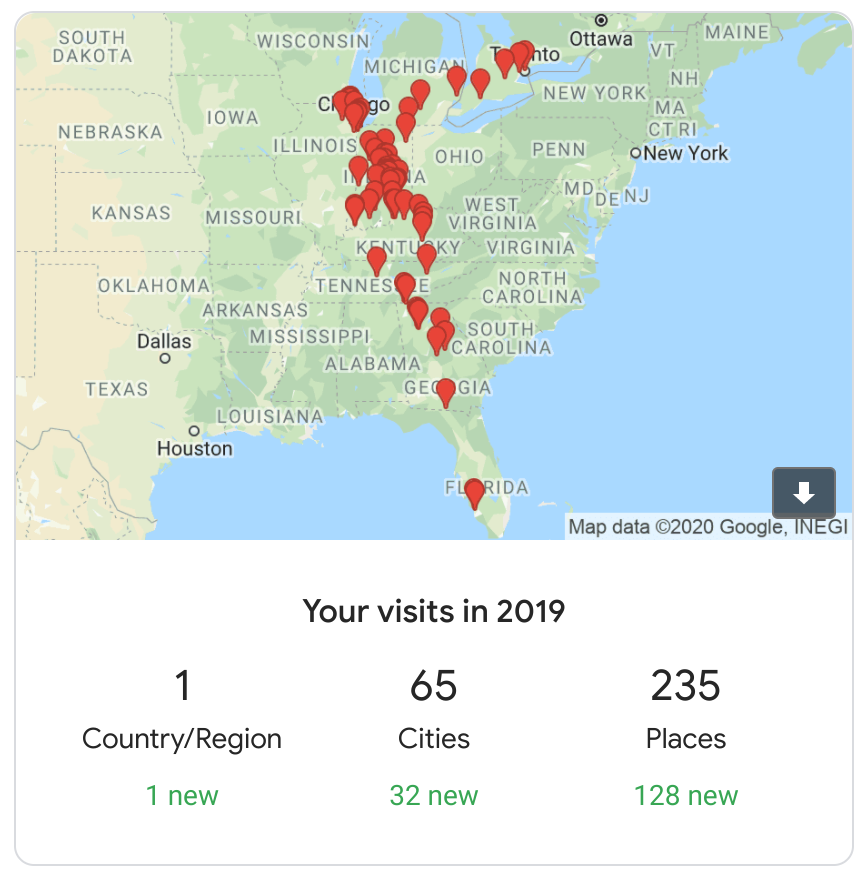 SOUTH
DAKOTA
WISCONSIN
Ottawa
MAINE
VT
MICHIGAN
NH
NEW YORK
MA
CT RI
IOWA
NEBRASKA
ILLINOIS
OHIO
PENN
New York
MD
DE
NJ
KANSAS
MISSOURI
WEST
VIRGINIA
KENTUCKY
VIRGINIA
OKLAHOMA
TENNESSEE
NORTH
CAROLINA
ARKANSAS
Dallas
MISSISSIPPI
SOUTH
CAROLINA
ALABAMA
TEXAS
GEORGIA
LOUISIANA
Houston
FLORIDA
Map data ©2020 Google, INEGI
Your visits in 2019
1
65
235
Country/Region
Cities
Places
1 new
32 new
128 new